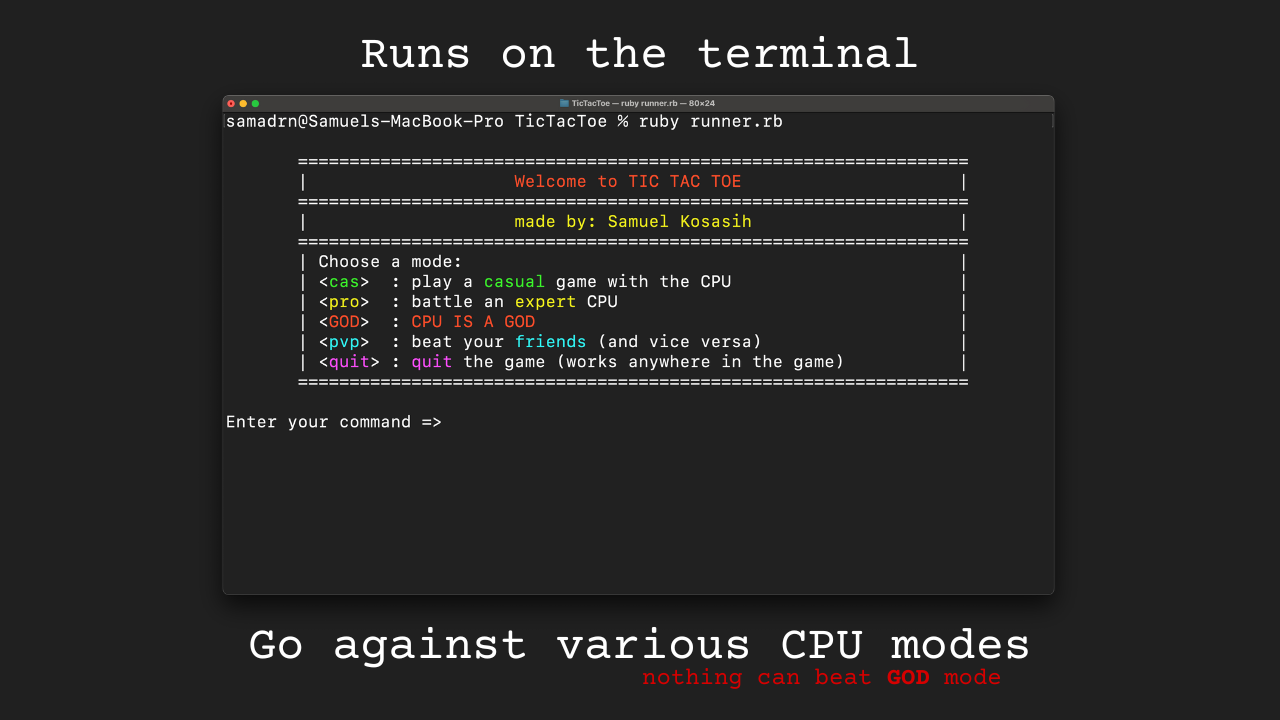 Runs on the terminal
TicTacToe — ruby runner.rb — 80×24
samadrn@Samuels-MacBook-Pro TicTacToe % ruby runner.rb
=================================================================
|                    Welcome to TIC TAC TOE                     |
=================================================================
|                    made by: Samuel Kosasih                    |
=================================================================
| Choose a mode:                                                |
| <cas>  : play a casual game with the CPU                      |
| <pro>  : battle an expert CPU                                 |
| <GOD>  : CPU IS A GOD                                         |
| <pvp>  : beat your friends (and vice versa)                   |
| <quit> : quit the game (works anywhere in the game)           |
=================================================================
Enter your command =>
Go against various CPU modes
nothing can beat GOD mode